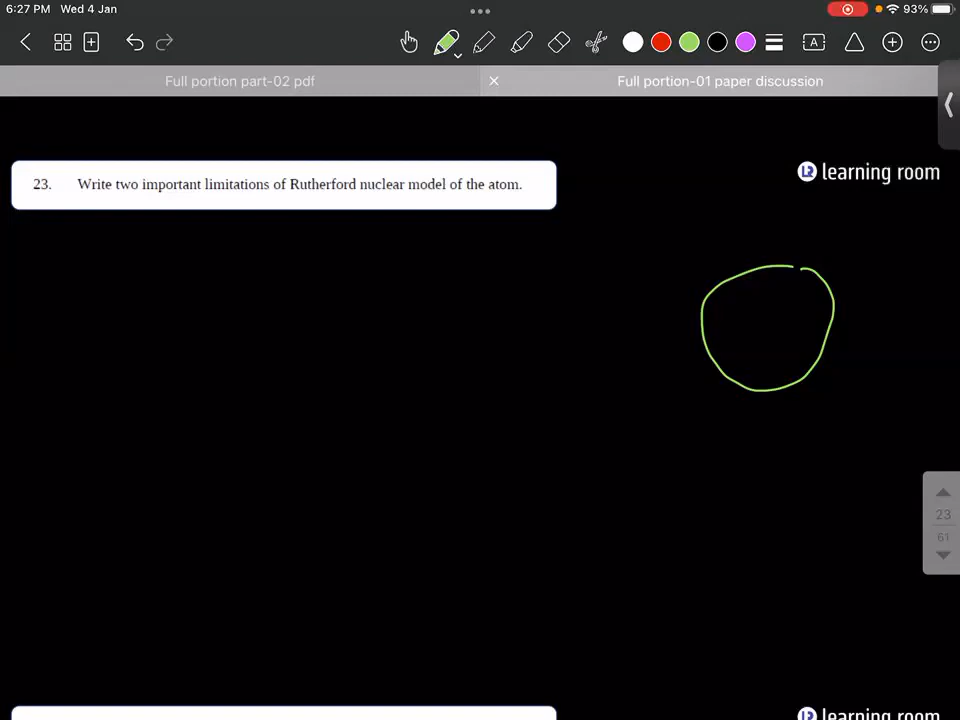 6:27 PM Wed 4 Jan
93%
A
Full portion part-02 pdf
Full portion-01 paper discussion
23. Write two important limitations of Rutherford nuclear model of the atom.
LR learning room
23
61
learning room